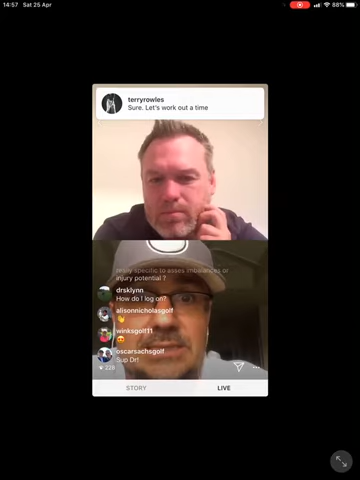 14:57 Sat 25 Apr
88%
terryrowles
Sure. Let's work out a time
really specific to asses imbalances or
injury potential ?
drsklynn
How do I log on?
alisonnicholasgolf
winksgolf11
oscarsachsgolf
Sup Dr!
228
STORY LIVE